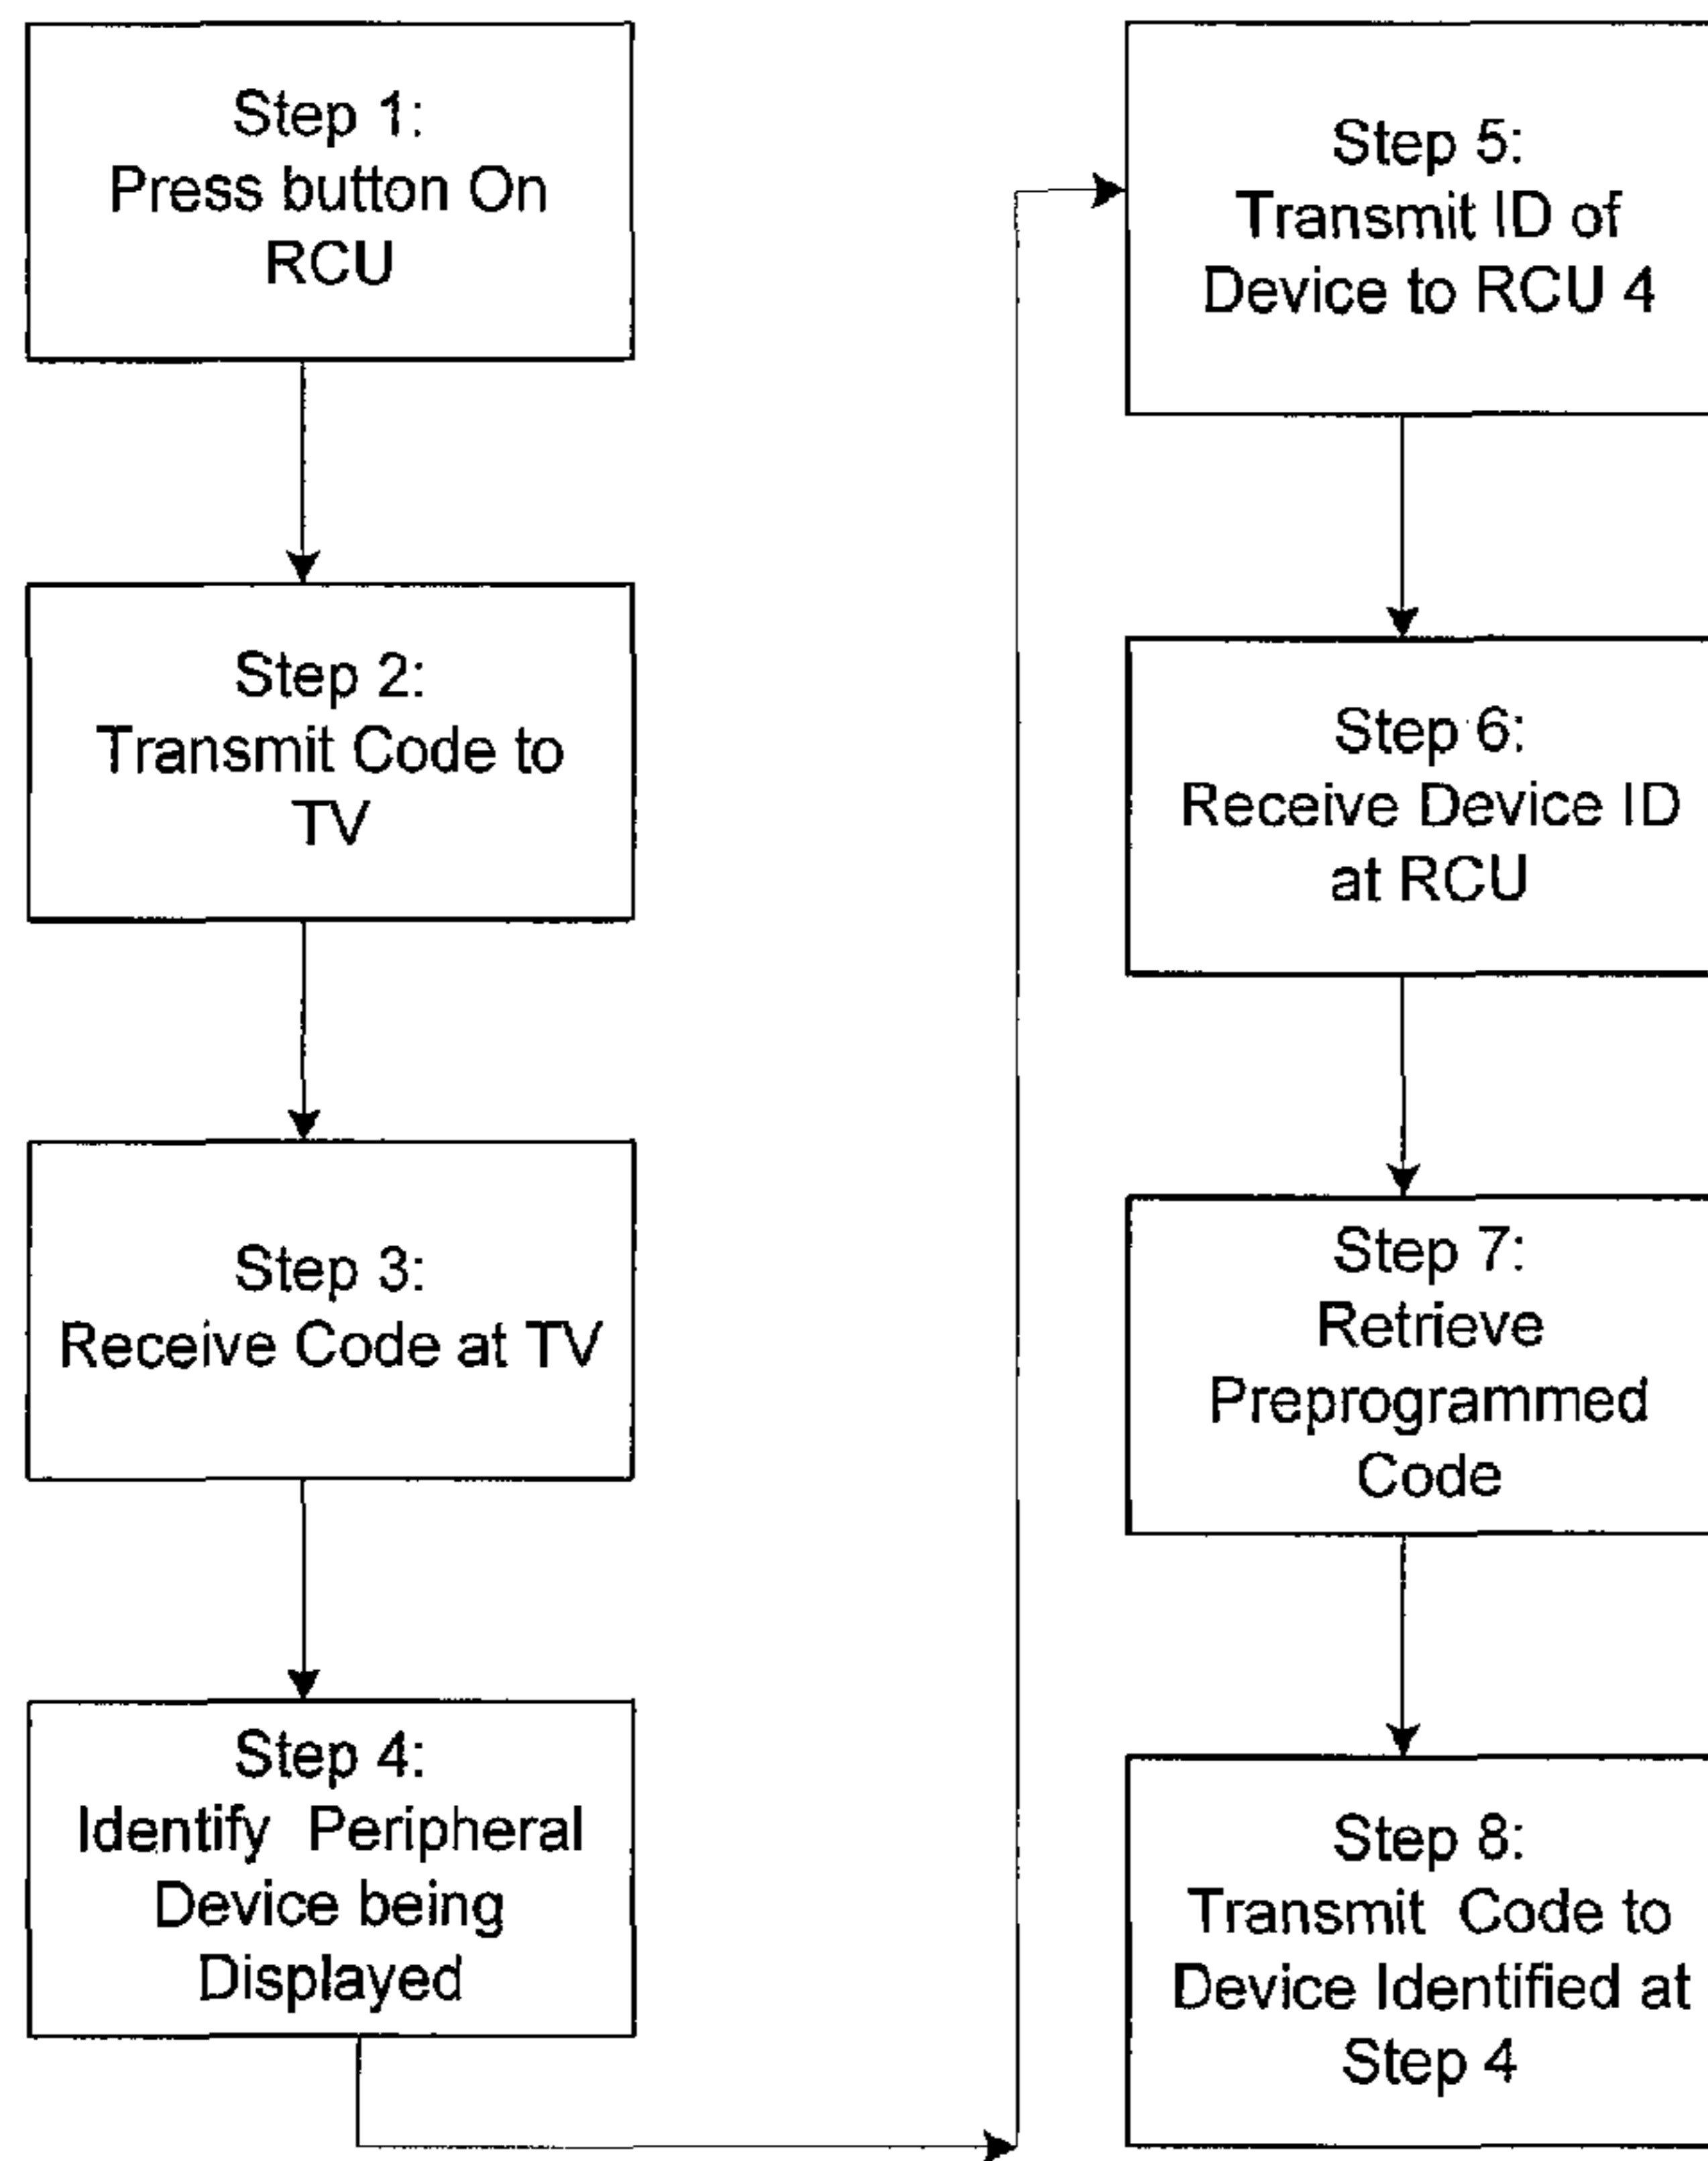 Step 1:
Press button On
RCU
Step 2:
Transmit Code to
TV
Step 3:
Receive Code at TV
Step 4:
Identify Peripheral
Device being
Displayed
Step 5:
Transmit ID of
Device to RCU 4
Step 6:
Receive Device ID
at RCU
Step 7:
Retrieve
Preprogrammed
Code
Step 8:
Transmit Code to
Device Identified at
Step 4